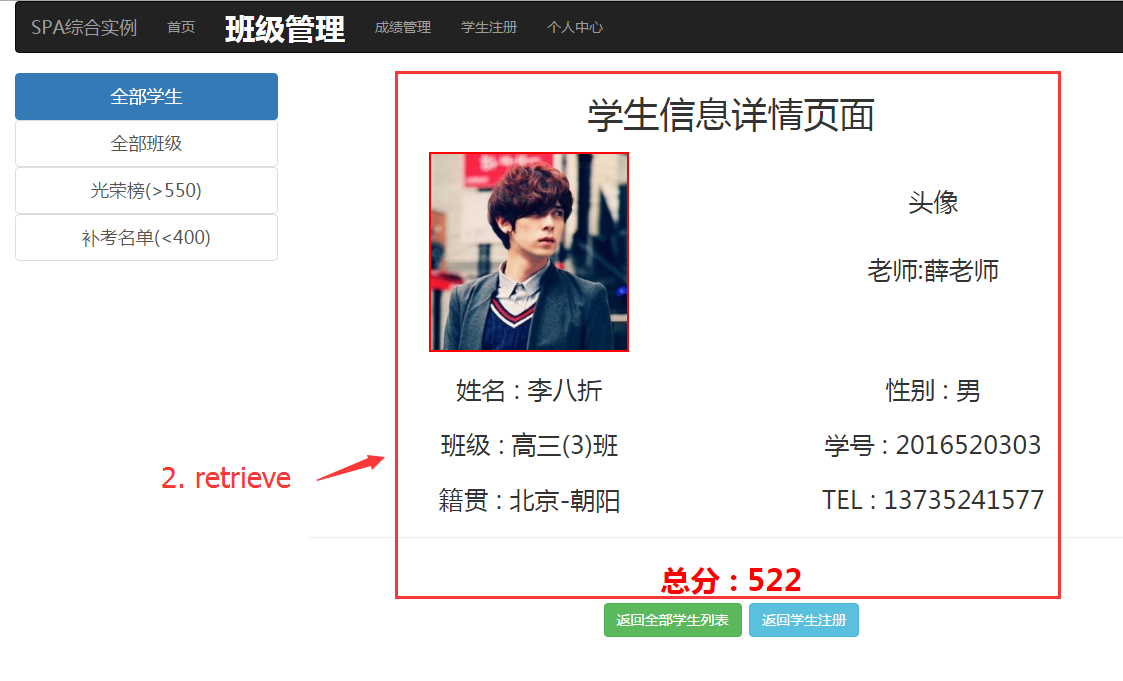 SPA综合实例 首页 班级管理 成绩管理 学生注册 个人中心
全部学生
全部班级
光荣榜(>550)
补考名单(<400)
学生信息详情页面
头像
老师:薛老师
姓名 : 李八折 性别 : 男
班级 : 高三(3)班 学号 : 2016520303
籍贯 : 北京-朝阳 TEL : 13735241577
2. retrieve
总分 : 522
返回全部学生列表 返回学生注册